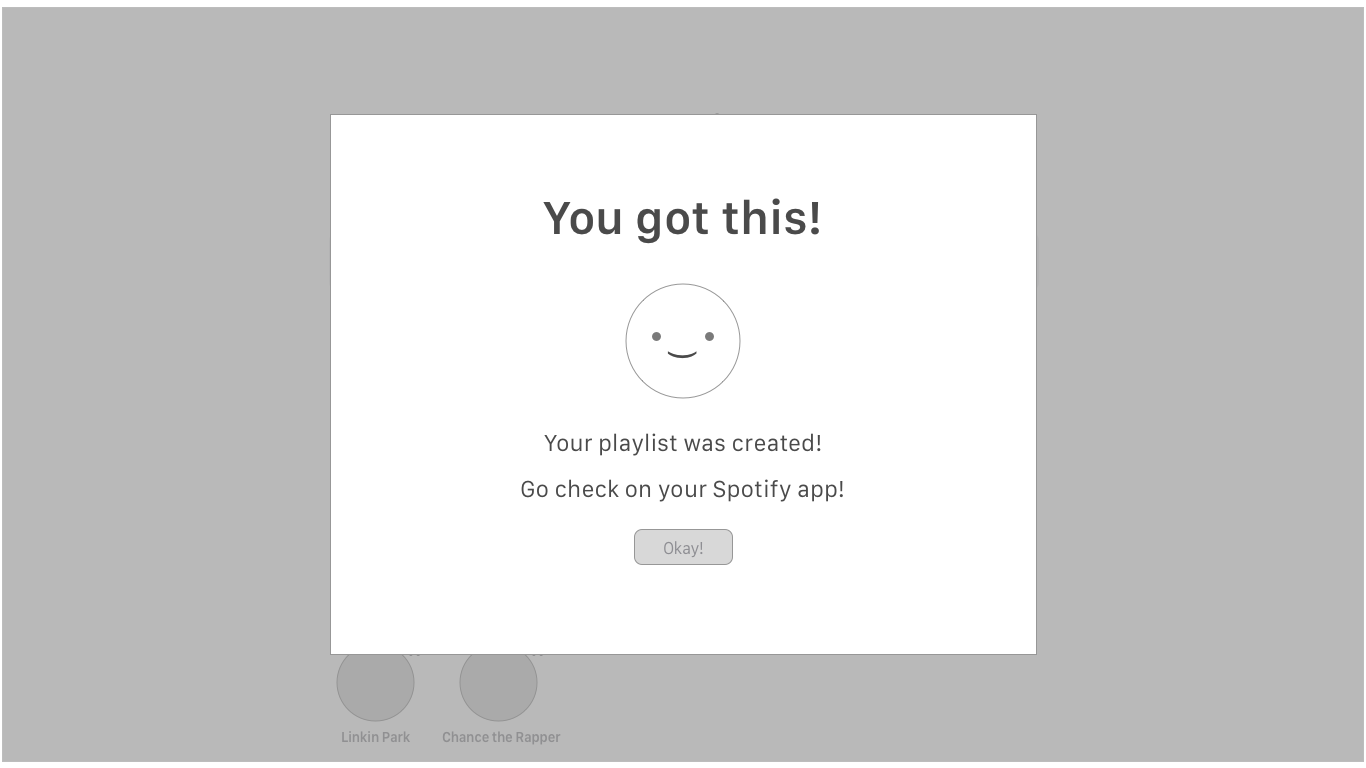 You got this!
Your playlist was created!
Go check on your Spotify app!
Okay!
Linkin Park
Chance the Rapper